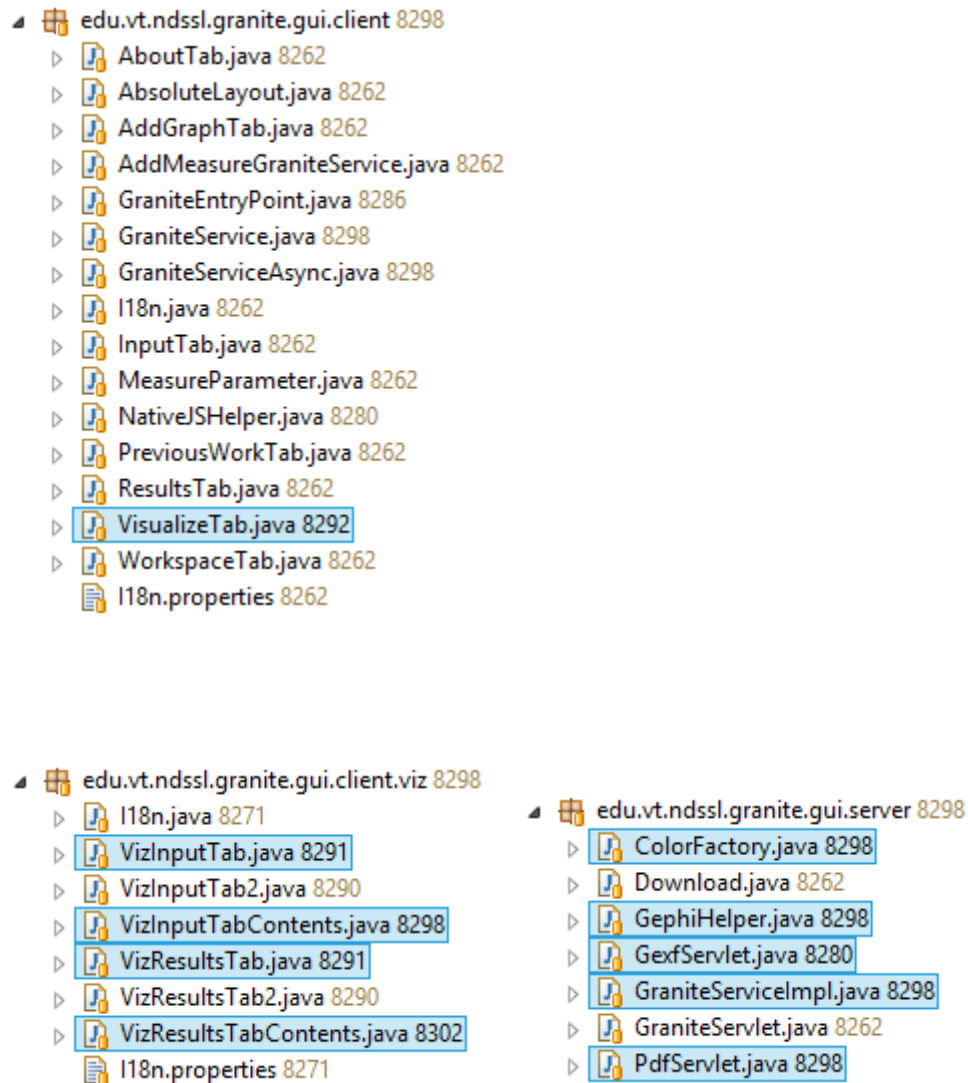 edu.vt.ndssl.granite.gui.client 8298
AboutTab.java 8262
AbsoluteLayout.java 8262
AddGraphTab.java 8262
AddMeasureGraniteService.java 8262
GraniteEntryPoint.java 8286
GraniteService.java 8298
GraniteServiceAsync.java 8298
I18n.java 8262
InputTab.java 8262
MeasureParameter.java 8262
NativeJSHelper.java 8280
PreviousWorkTab.java 8262
ResultsTab.java 8262
VisualizeTab.java 8292
WorkspaceTab.java 8262
I18n.properties 8262
edu.vt.ndssl.granite.gui.client.viz 8298
I18n.java 8271
VizInputTab.java 8291
VizInputTab2.java 8290
VizInputTabContents.java 8298
VizResultsTab.java 8291
VizResultsTab2.java 8290
VizResultsTabContents.java 8302
I18n.properties 8271
edu.vt.ndssl.granite.gui.server 8298
ColorFactory.java 8298
Download.java 8262
GephiHelper.java 8298
GexfServlet.java 8280
GraniteServiceImpl.java 8298
GraniteServlet.java 8262
PdfServlet.java 8298